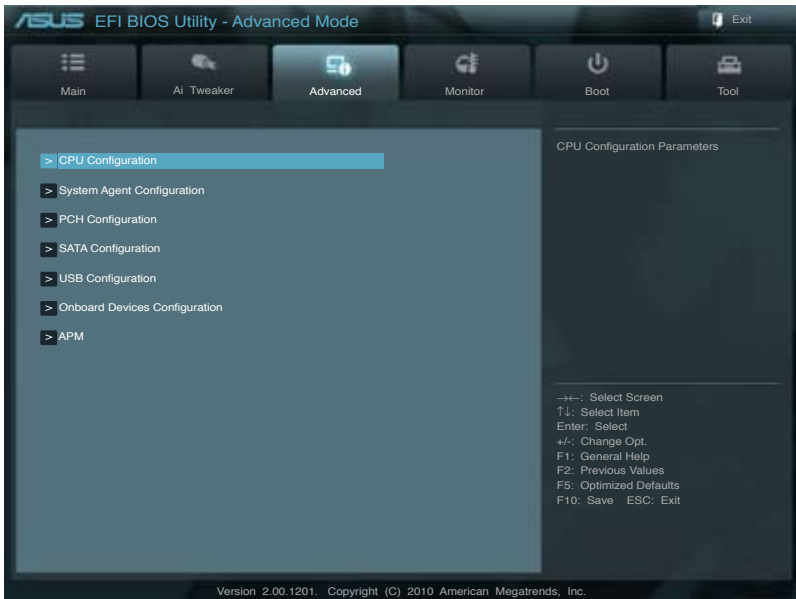 ASUS EFI BIOS Utility - Advanced Mode
Exit
Main
Ai Tweaker
Advanced
Monitor
Boot
Tool
> CPU Configuration
> System Agent Configuration
> PCH Configuration
> SATA Configuration
> USB Configuration
> Onboard Devices Configuration
> APM
CPU Configuration Parameters
→←: Select Screen
↑↓: Select Item
Enter: Select
+/-: Change Opt.
F1: General Help
F2: Previous Values
F5: Optimized Defaults
F10: Save ESC: Exit
Version 2.00.1201. Copyright (C) 2010 American Megatrends, Inc.